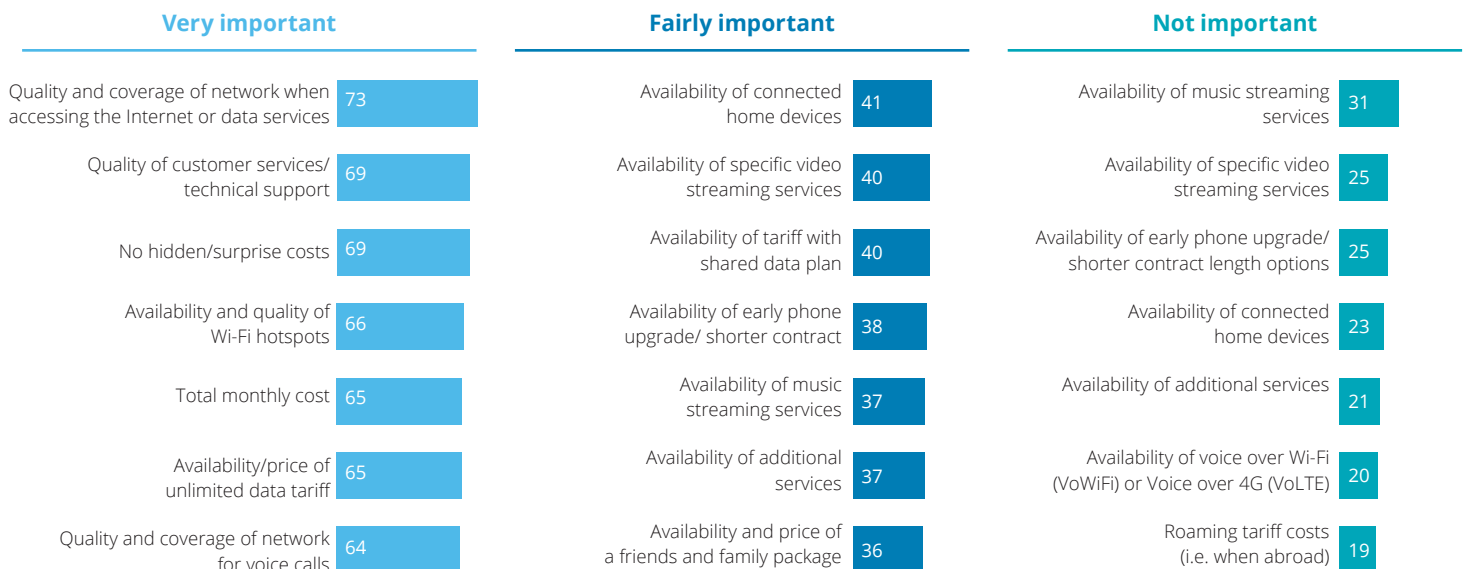 Very important
Quality and coverage of network when
accessing the Internet or data services
73
Quality of customer services/
technical support
69
No hidden/surprise costs
69
Availability and quality of
Wi-Fi hotspots
66
Total monthly cost
65
Availability/price of
unlimited data tariff
65
Quality and coverage of network
for voice calls
64
Fairly important
Availability of connected
home devices
41
Availability of specific video
streaming services
40
Availability of tariff with
shared data plan
40
Availability of early phone
upgrade/ shorter contract
38
Availability of music
streaming services
37
Availability of additional
services
37
Availability and price of
a friends and family package
36
Not important
Availability of music streaming
services
31
Availability of specific video
streaming services
25
Availability of early phone upgrade/
shorter contract length options
25
Availability of connected
home devices
23
Availability of additional services
21
Availability of voice over Wi-Fi
(VoWiFi) or Voice over 4G (VoLTE)
20
Roaming tariff costs
(i.e. when abroad)
19